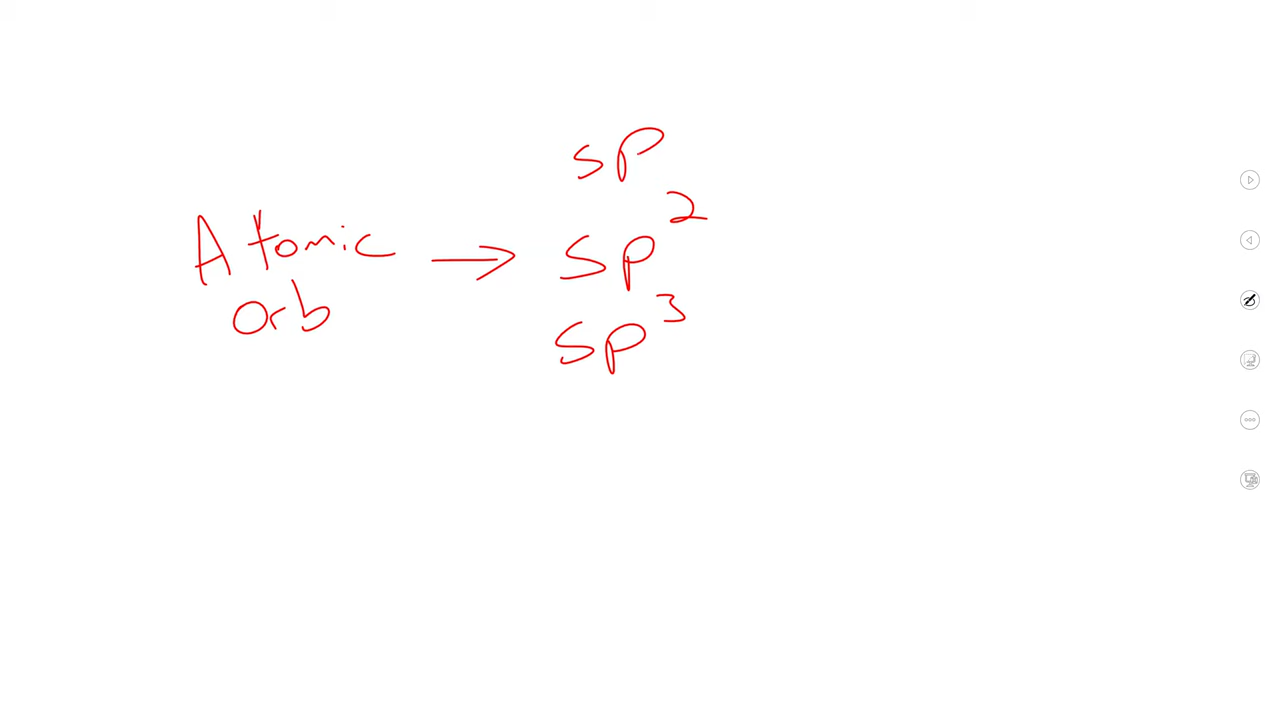 sp
Atomic → sp²
Orb
sp³